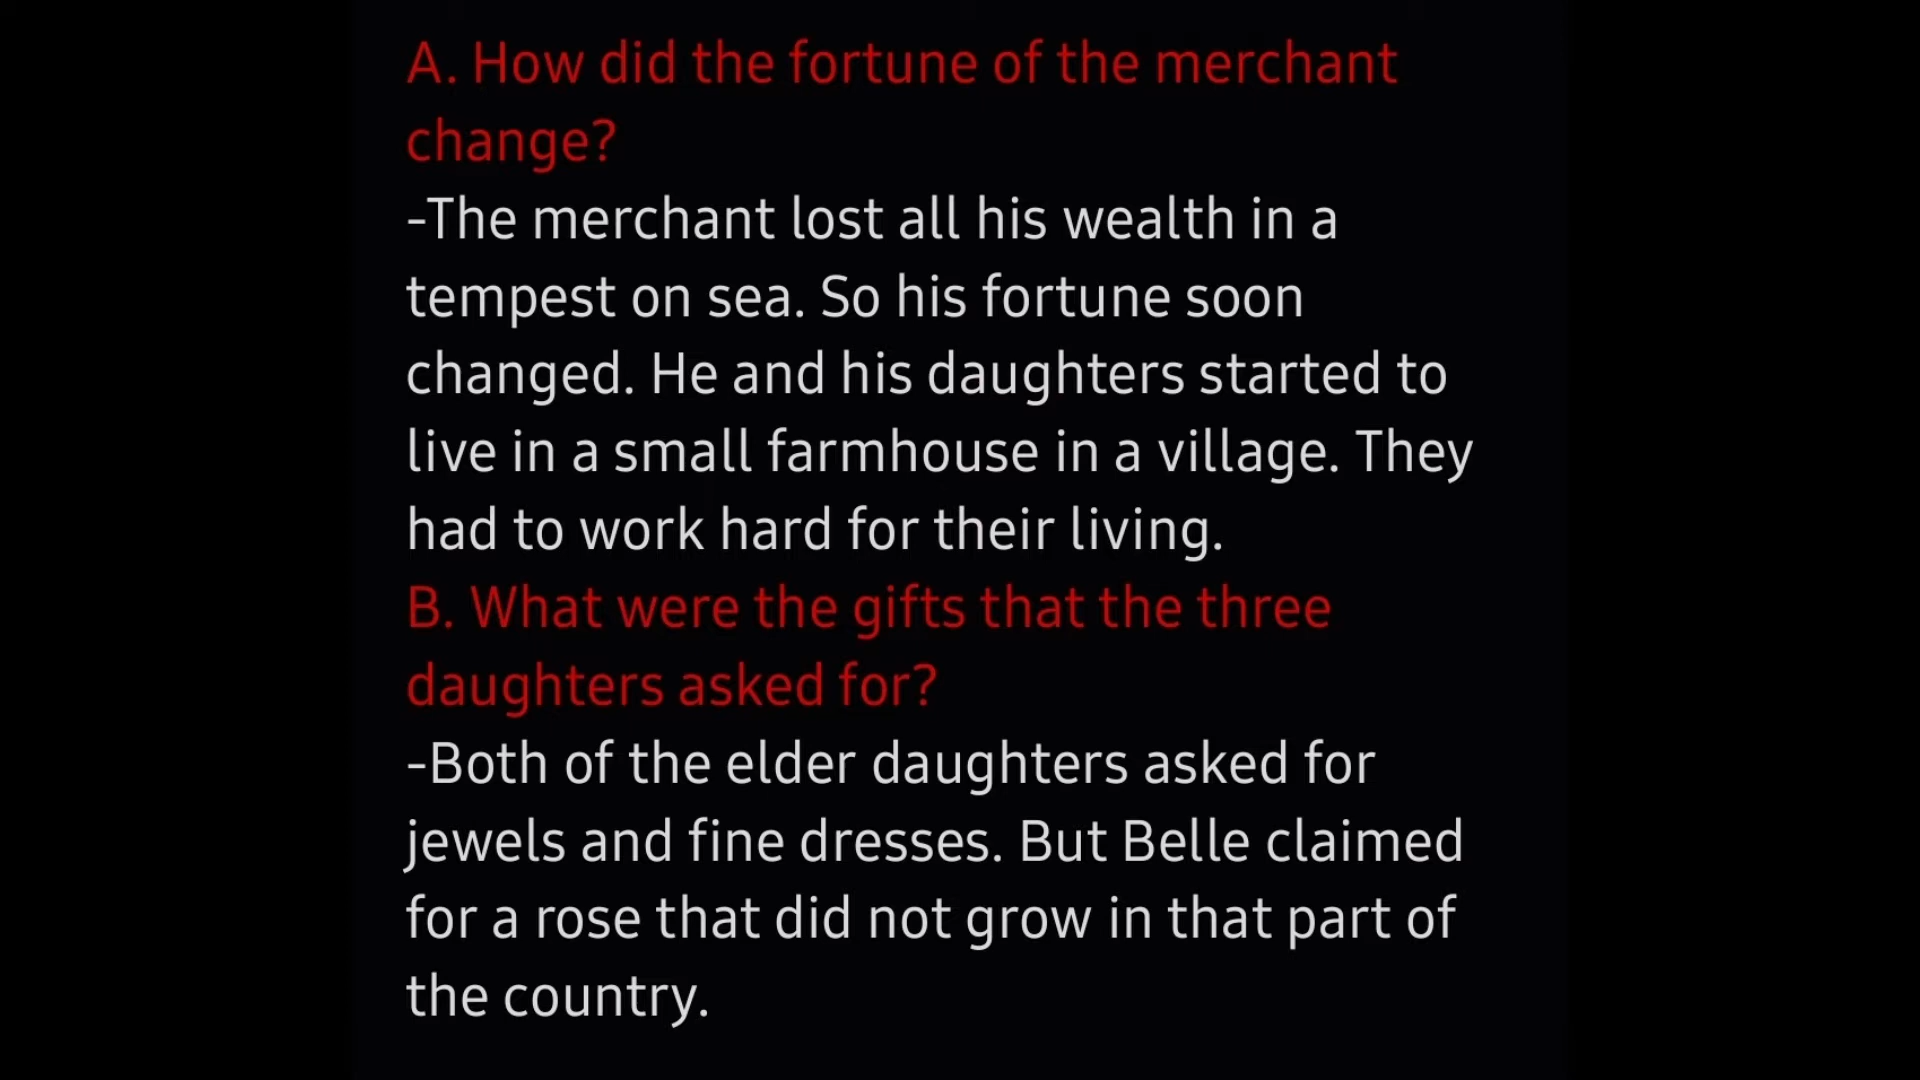 A. How did the fortune of the merchant
change?
-The merchant lost all his wealth in a
tempest on sea. So his fortune soon
changed. He and his daughters started to
live in a small farmhouse in a village. They
had to work hard for their living.
B. What were the gifts that the three
daughters asked for?
-Both of the elder daughters asked for
jewels and fine dresses. But Belle claimed
for a rose that did not grow in that part of
the country.